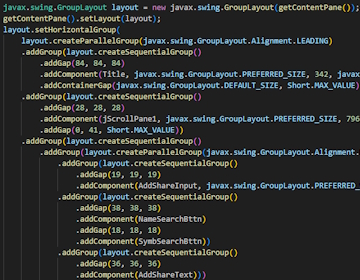 javax.swing.GroupLayout layout = new javax.swing.GroupLayout(getContentPane());
getContentPane().setLayout(layout);
layout.setHorizontalGroup(
layout.createParallelGroup(javax.swing.GroupLayout.Alignment.LEADING)
.addGroup(layout.createSequentialGroup()
.addGap(84, 84, 84)
.addComponent(Title, javax.swing.GroupLayout.PREFERRED_SIZE, 342, javax
.addContainerGap(javax.swing.GroupLayout.DEFAULT_SIZE, Short.MAX_VALUE)
.addGroup(layout.createSequentialGroup()
.addGap(28, 28, 28)
.addComponent(jScrollPane1, javax.swing.GroupLayout.PREFERRED_SIZE, 796
.addGap(0, 41, Short.MAX_VALUE))
.addGroup(layout.createSequentialGroup()
.addGroup(layout.createParallelGroup(javax.swing.GroupLayout.Alignment.
.addGroup(layout.createSequentialGroup()
.addGap(19, 19, 19)
.addComponent(AddShareInput, javax.swing.GroupLayout.PREFERRED_
.addGroup(layout.createSequentialGroup()
.addGap(38, 38, 38)
.addComponent(NameSearchBttn)
.addGap(18, 18, 18)
.addComponent(SymbSearchBttn))
.addGroup(layout.createSequentialGroup()
.addGap(36, 36, 36)
.addComponent(AddShareText)))